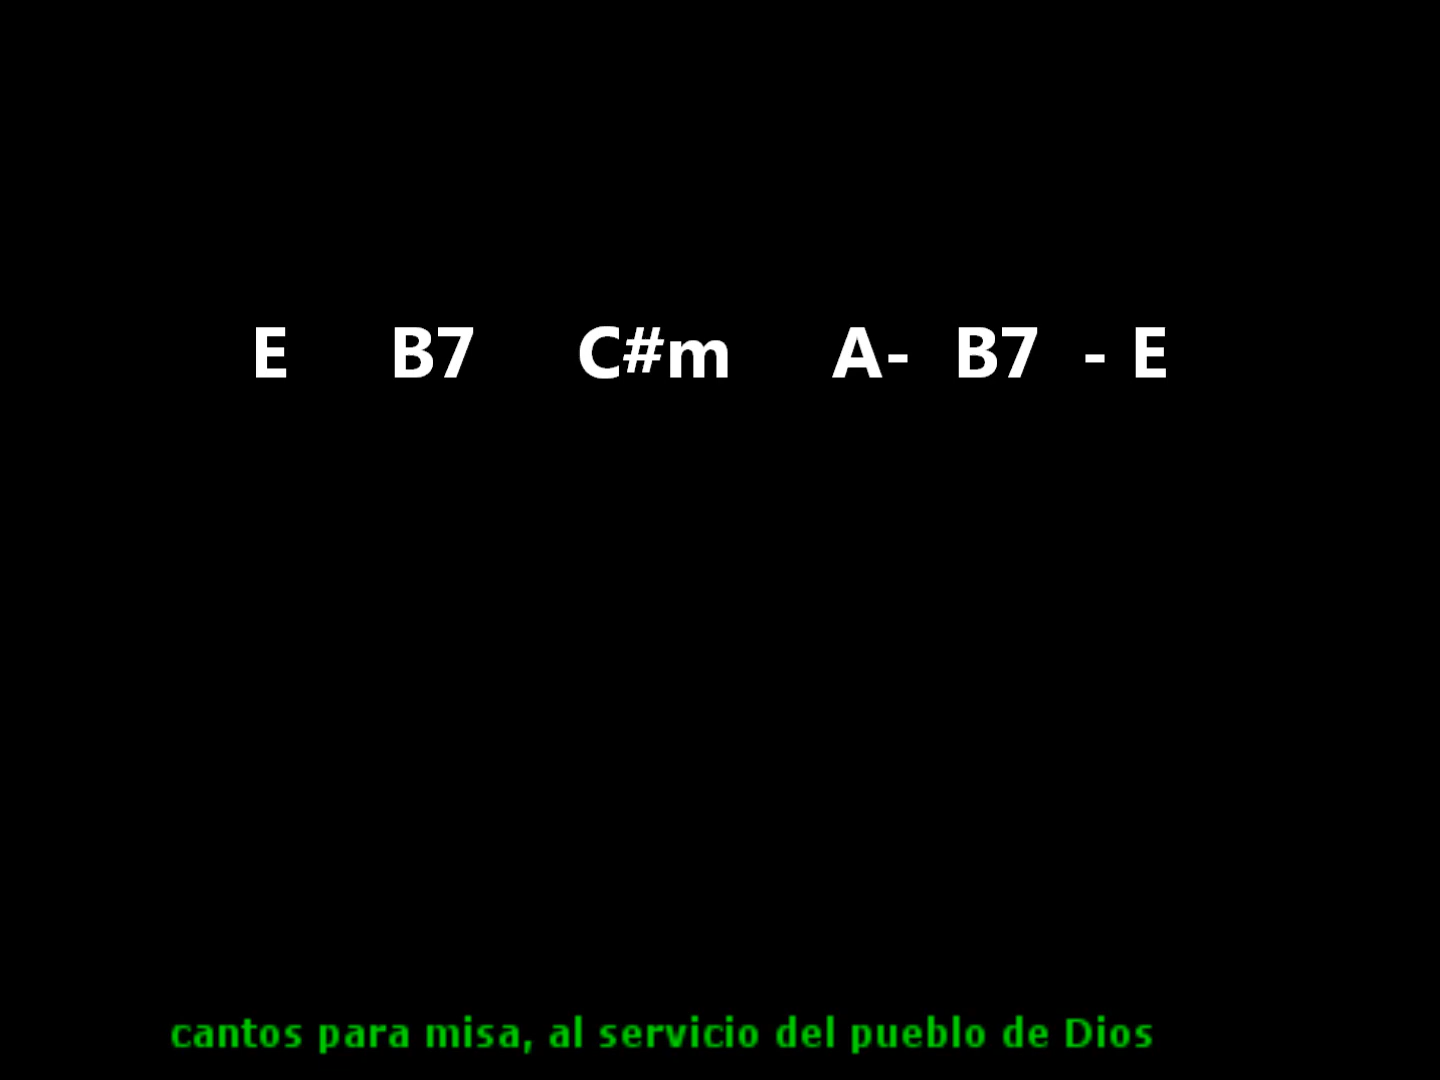 E B7 C#m A- B7 - E
cantos para misa, al servicio del pueblo de Dios